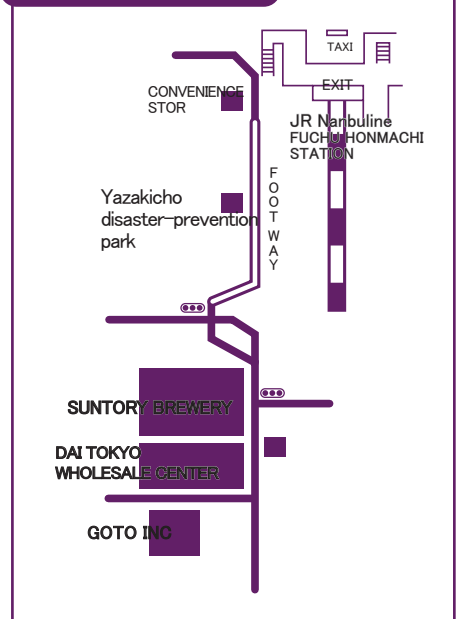 TAXI
EXIT
CONVENIENCE
STOR
JR Nanbuline
FUCHU HONMACHI
STATION
FOOT WAY
Yazakicho
disaster-prevention
park
SUNTORY BREWERY
DAI TOKYO
WHOLESALE CENTER
GOTO INC